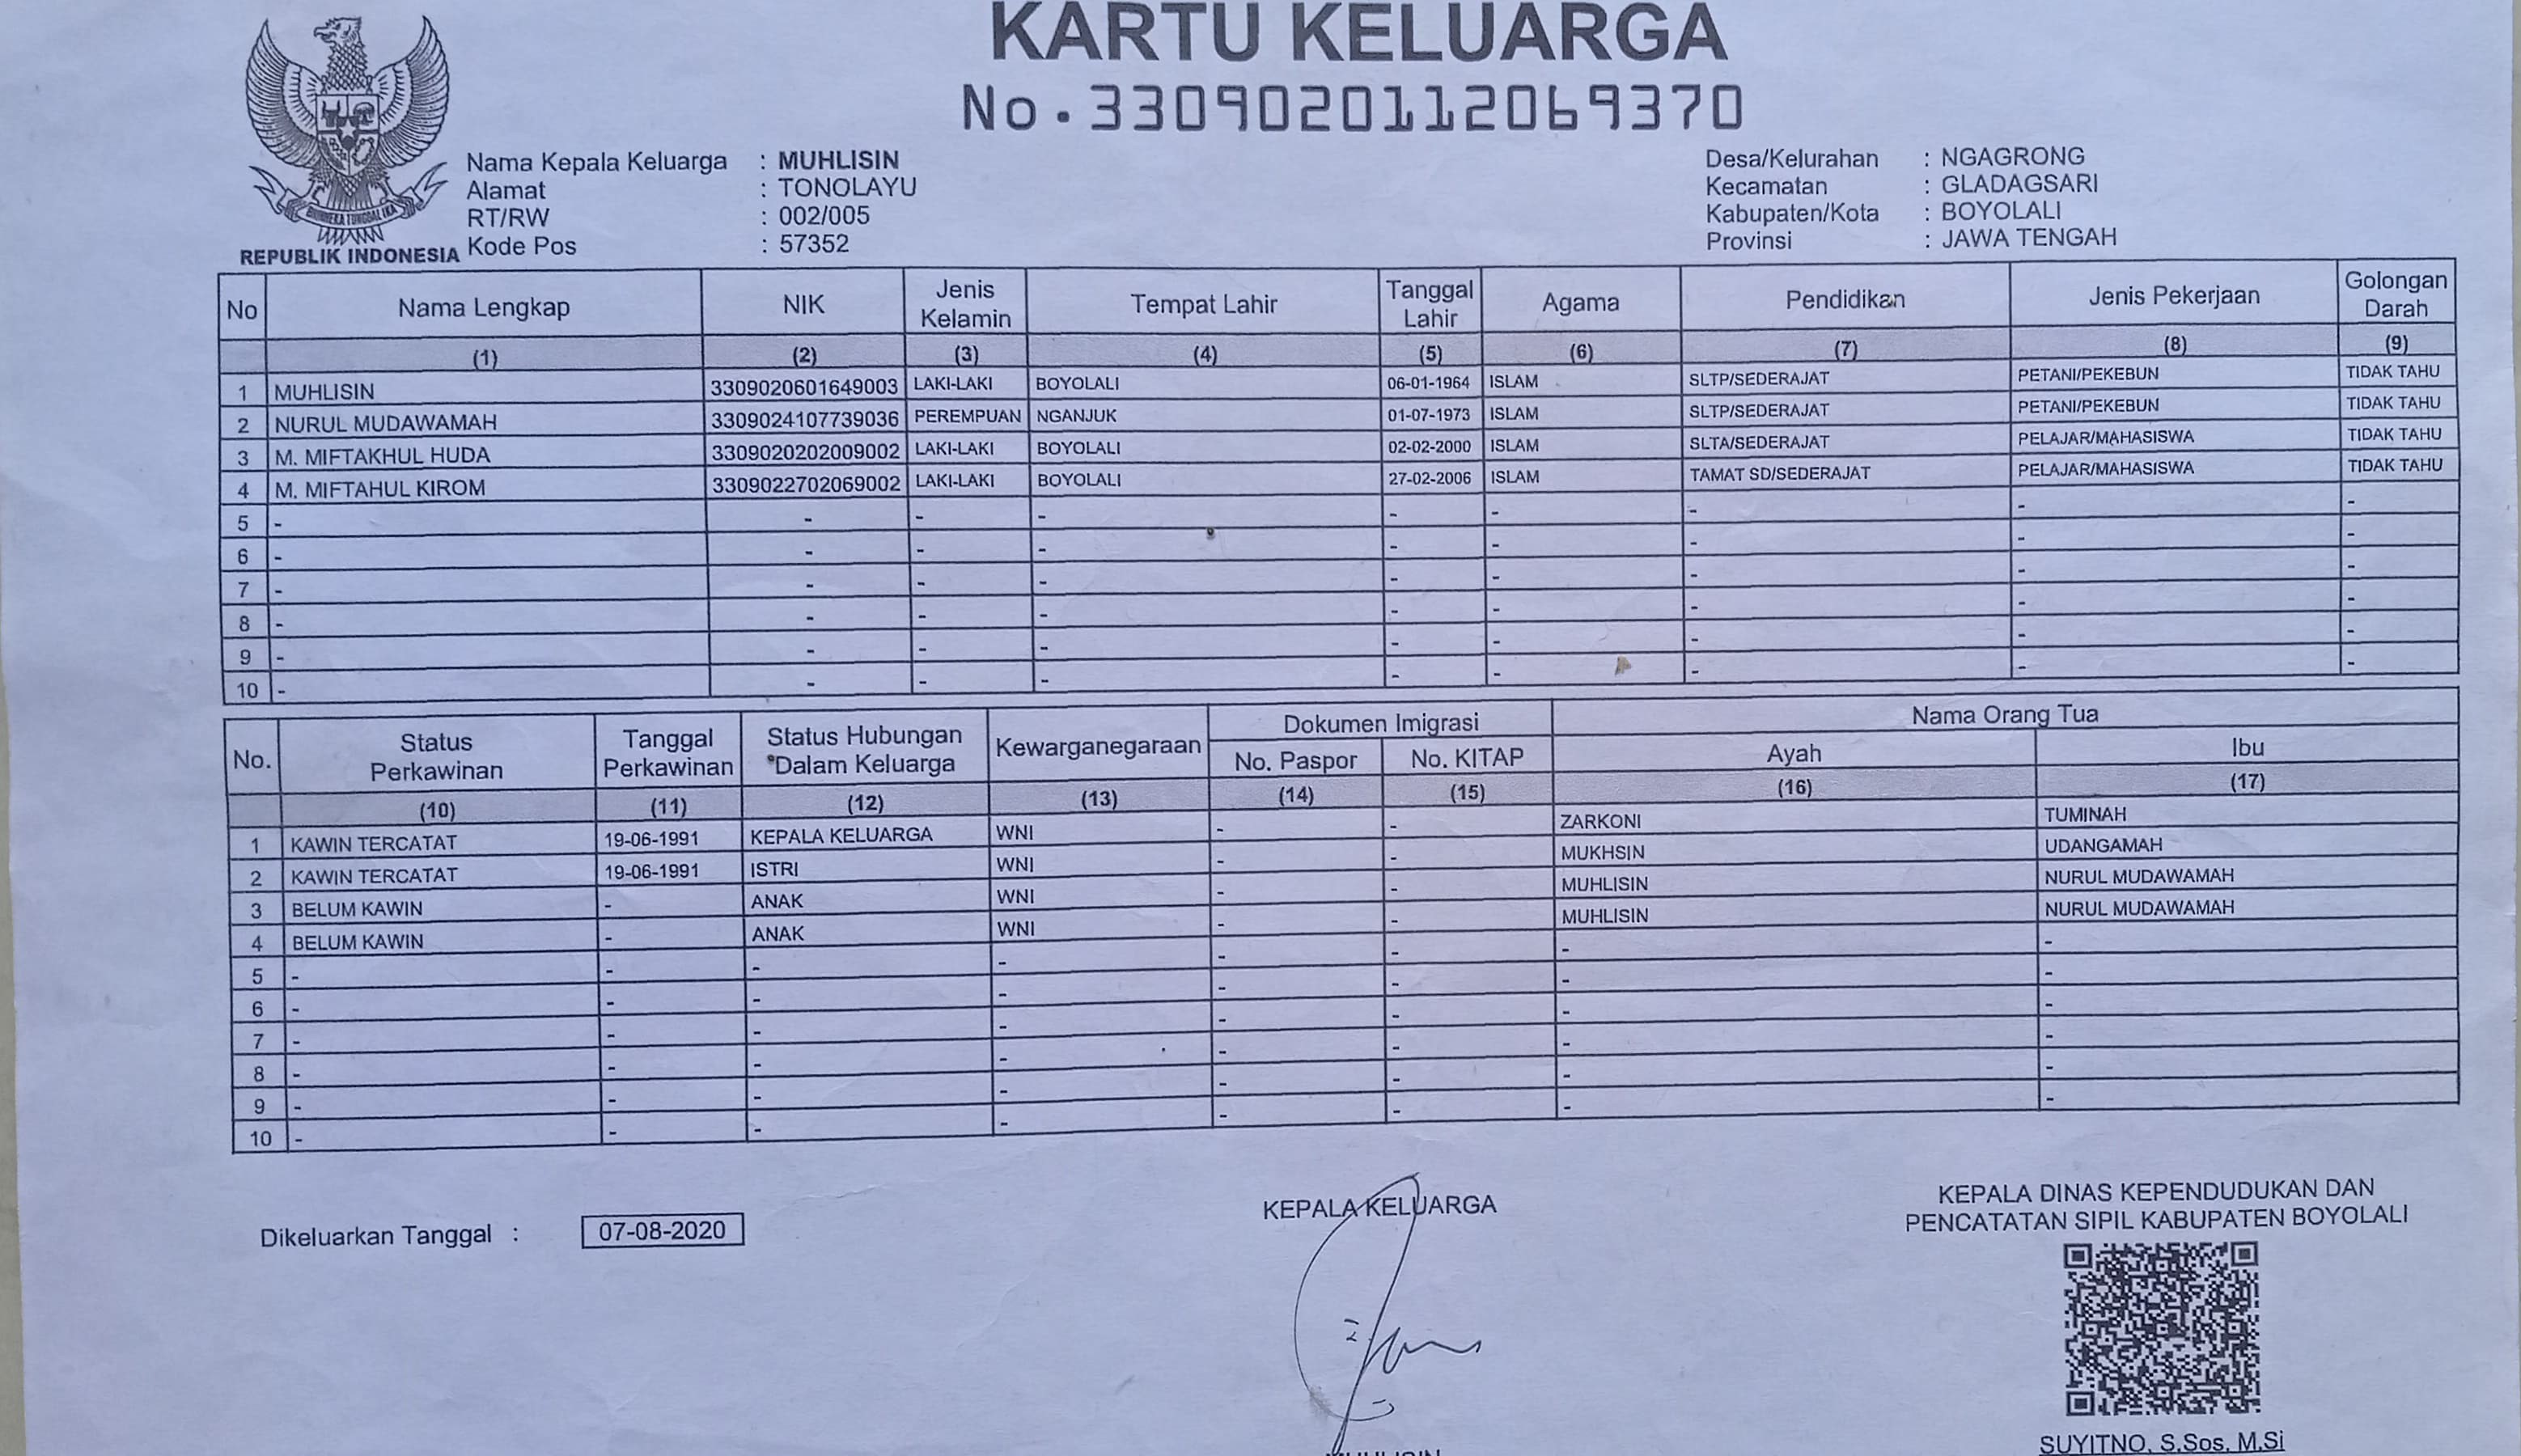 KARTU KELUARGA
No.3309020112069370
BHINNEKA TUNGGAL IKA
REPUBLIK INDONESIA
Nama Kepala Keluarga : MUHLISIN
Alamat : TONOLAYU
RT/RW : 002/005
Kode Pos : 57352
Desa/Kelurahan : NGAGRONG
Kecamatan : GLADAGSARI
Kabupaten/Kota : BOYOLALI
Provinsi : JAWA TENGAH
No Nama Lengkap NIK Jenis Kelamin Tempat Lahir Tanggal Lahir Agama Pendidikan Jenis Pekerjaan Golongan Darah
(1) (2) (3) (4) (5) (6) (7) (8) (9)
1 MUHLISIN 3309020601649003 LAKI-LAKI BOYOLALI 06-01-1964 ISLAM SLTP/SEDERAJAT PETANI/PEKEBUN TIDAK TAHU
2 NURUL MUDAWAMAH 3309024107739036 PEREMPUAN NGANJUK 01-07-1973 ISLAM SLTP/SEDERAJAT PETANI/PEKEBUN TIDAK TAHU
3 M. MIFTAKHUL HUDA 3309020202009002 LAKI-LAKI BOYOLALI 02-02-2000 ISLAM SLTA/SEDERAJAT PELAJAR/MAHASISWA TIDAK TAHU
4 M. MIFTAHUL KIROM 3309022702069002 LAKI-LAKI BOYOLALI 27-02-2006 ISLAM TAMAT SD/SEDERAJAT PELAJAR/MAHASISWA TIDAK TAHU
5 - - - - - - - - -
6 - - - - - - - - -
7 - - - - - - - - -
8 - - - - - - - - -
9 - - - - - - - - -
10 - - - - - - - - -
No. Status Perkawinan Tanggal Perkawinan Status Hubungan Dalam Keluarga Kewarganegaraan Dokumen Imigrasi Nama Orang Tua
No. Paspor No. KITAP Ayah Ibu
(10) (11) (12) (13) (14) (15) (16) (17)
1 KAWIN TERCATAT 19-06-1991 KEPALA KELUARGA WNI - - ZARKONI TUMINAH
2 KAWIN TERCATAT 19-06-1991 ISTRI WNI - - MUKHSIN UDANGAMAH
3 BELUM KAWIN - ANAK WNI - - MUHLISIN NURUL MUDAWAMAH
4 BELUM KAWIN - ANAK WNI - - MUHLISIN NURUL MUDAWAMAH
5 - - - - - - - -
6 - - - - - - - -
7 - - - - - - - -
8 - - - - - - - -
9 - - - - - - - -
10 - - - - - - - -
Dikeluarkan Tanggal : 07-08-2020
KEPALA KELUARGA
KEPALA DINAS KEPENDUDUKAN DAN
PENCATATAN SIPIL KABUPATEN BOYOLALI
SUYITNO, S.Sos, M.Si